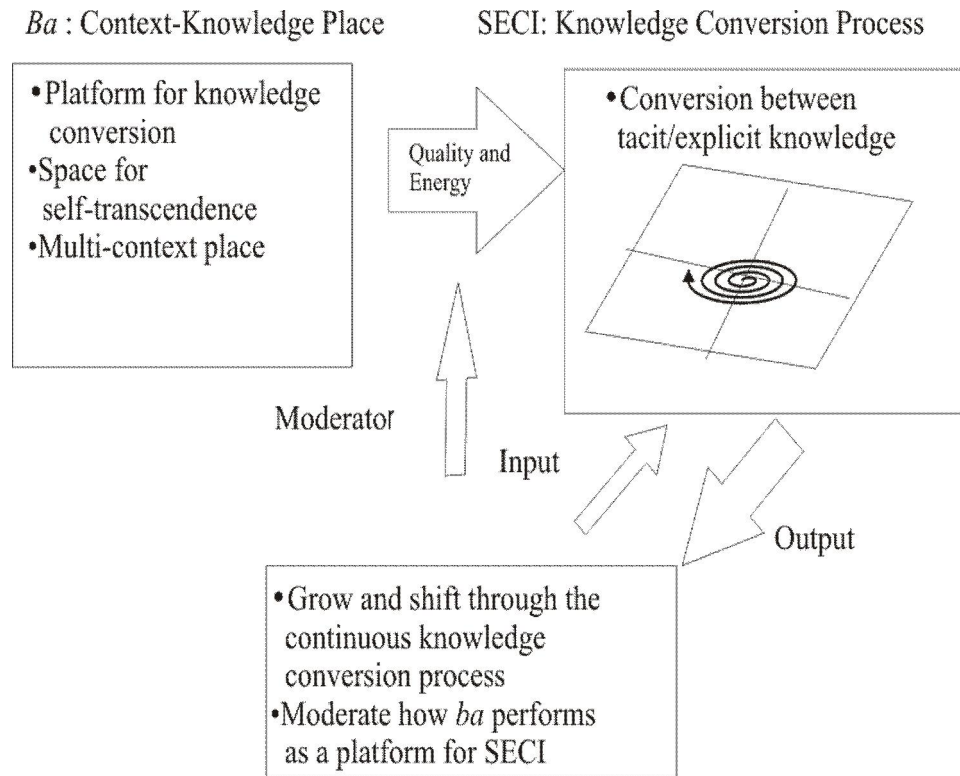 Ba : Context-Knowledge Place
SECI: Knowledge Conversion Process
•Platform for knowledge
conversion
•Space for
self-transcendence
•Multi-context place
Quality and
Energy
•Conversion between
tacit/explicit knowledge
Moderator
Input
Output
•Grow and shift through the
continuous knowledge
conversion process
•Moderate how ba performs
as a platform for SECI